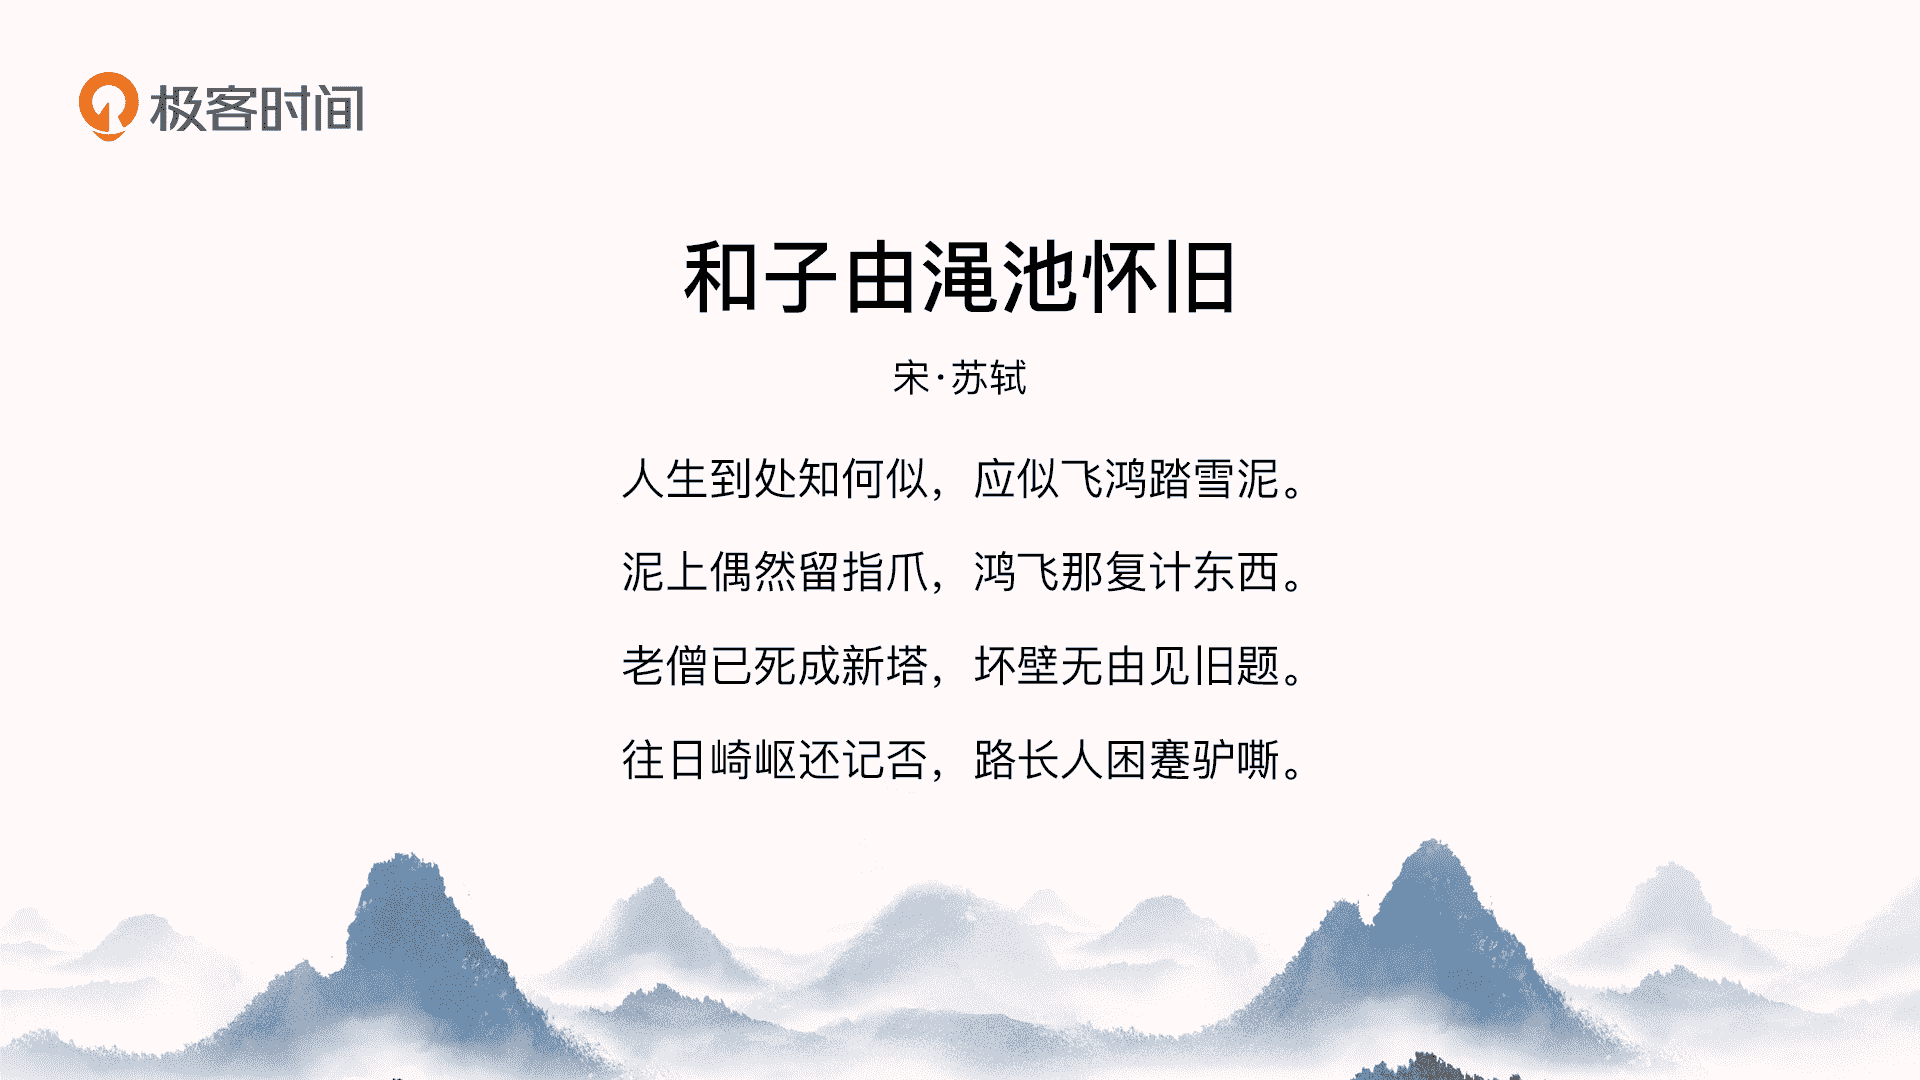 极客时间
和子由渑池怀旧
宋·苏轼
人生到处知何似，应似飞鸿踏雪泥。
泥上偶然留指爪，鸿飞那复计东西。
老僧已死成新塔，坏壁无由见旧题。
往日崎岖还记否，路长人困蹇驴嘶。